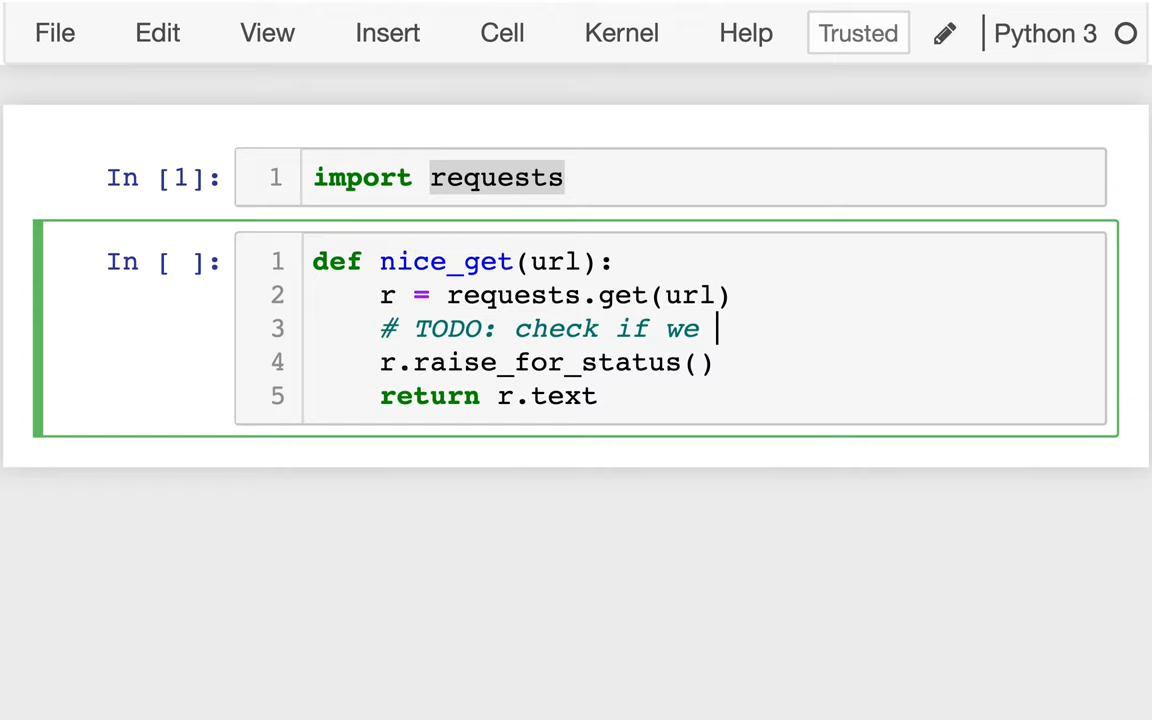 File Edit View Insert Cell Kernel Help Trusted Python 3
In [1]: 1 import requests
In [ ]: 1 def nice_get(url):
2 r = requests.get(url)
3 # TODO: check if we
4 r.raise_for_status()
5 return r.text